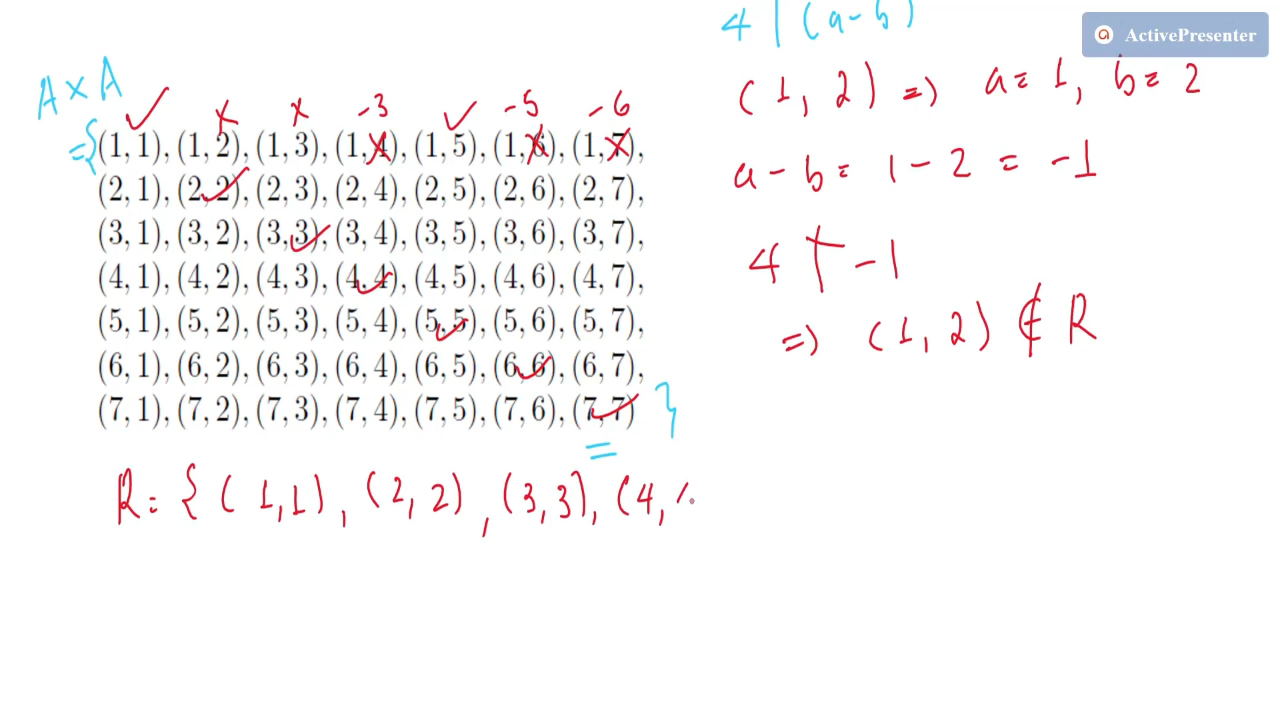 4 | (a-b)
ActivePresenter
A×A
(1, 2) => a = 1, b = 2
-3 -5 -6
={(1, 1), (1, 2), (1, 3), (1, 4), (1, 5), (1, 6), (1, 7),
a - b = 1 - 2 = -1
(2, 1), (2, 2), (2, 3), (2, 4), (2, 5), (2, 6), (2, 7),
(3, 1), (3, 2), (3, 3), (3, 4), (3, 5), (3, 6), (3, 7),
4 ∤ -1
(4, 1), (4, 2), (4, 3), (4, 4), (4, 5), (4, 6), (4, 7),
(5, 1), (5, 2), (5, 3), (5, 4), (5, 5), (5, 6), (5, 7),
=> (1, 2) ∉ R
(6, 1), (6, 2), (6, 3), (6, 4), (6, 5), (6, 6), (6, 7),
(7, 1), (7, 2), (7, 3), (7, 4), (7, 5), (7, 6), (7, 7) }
=
R = { (1,1), (2,2), (3,3), (4,